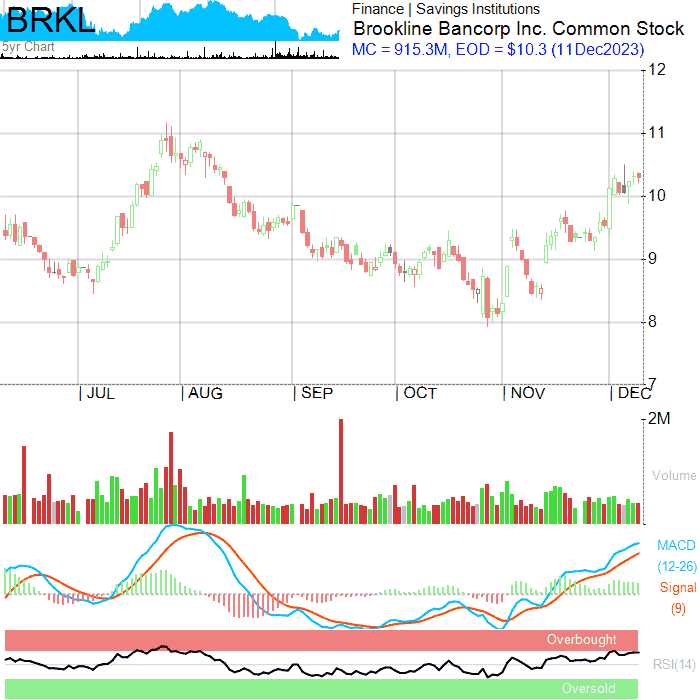 BRKL
Finance | Savings Institutions
Brookline Bancorp Inc. Common Stock
5yr Chart
MC = 915.3M, EOD = $10.3 (11Dec2023)
12
11
10
9
8
7
| JUL | AUG | SEP | OCT | NOV | DEC
2M
Volume
MACD
(12-26)
Signal
(9)
Overbought
RSI(14)
Oversold